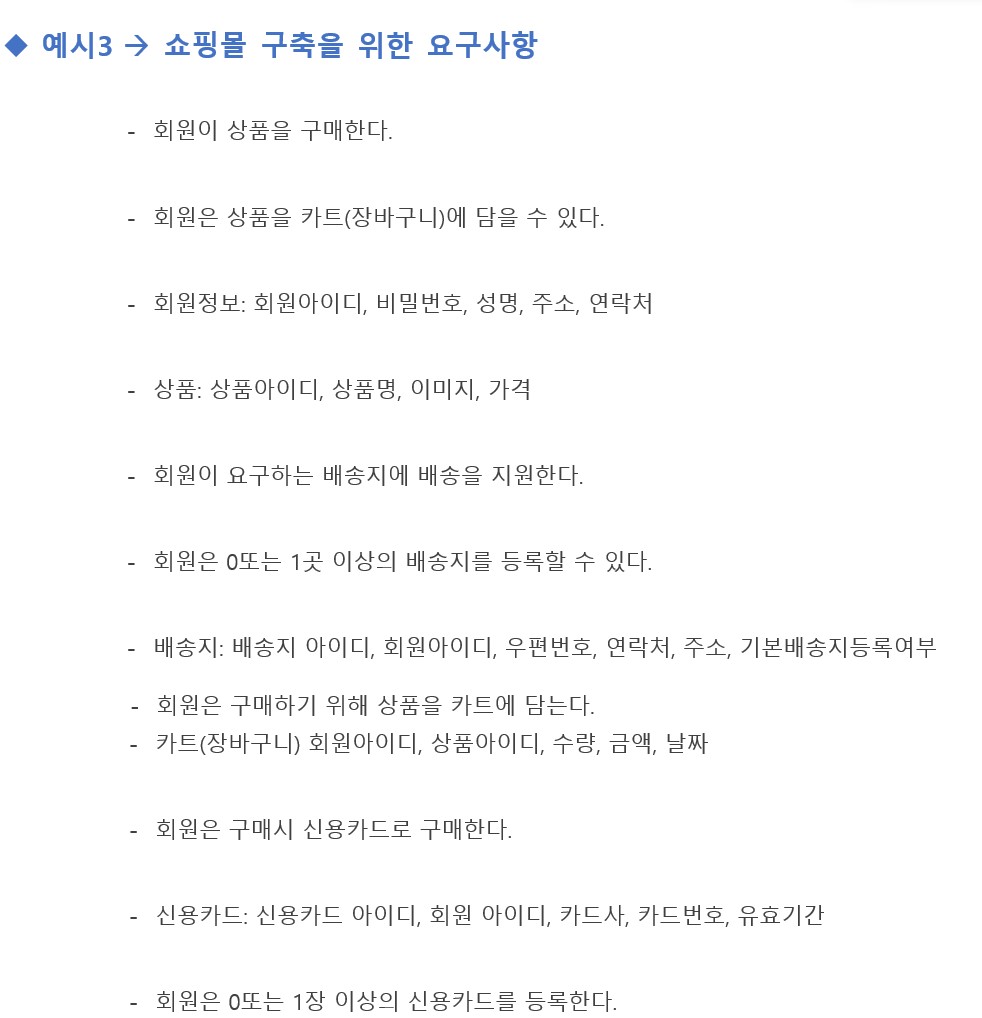 ◆ 예시3 → 쇼핑몰 구축을 위한 요구사항
- 회원이 상품을 구매한다.
- 회원은 상품을 카트(장바구니)에 담을 수 있다.
- 회원정보: 회원아이디, 비밀번호, 성명, 주소, 연락처
- 상품: 상품아이디, 상품명, 이미지, 가격
- 회원이 요구하는 배송지에 배송을 지원한다.
- 회원은 0또는 1곳 이상의 배송지를 등록할 수 있다.
- 배송지: 배송지 아이디, 회원아이디, 우편번호, 연락처, 주소, 기본배송지등록여부
- 회원은 구매하기 위해 상품을 카트에 담는다.
- 카트(장바구니) 회원아이디, 상품아이디, 수량, 금액, 날짜
- 회원은 구매시 신용카드로 구매한다.
- 신용카드: 신용카드 아이디, 회원 아이디, 카드사, 카드번호, 유효기간
- 회원은 0또는 1장 이상의 신용카드를 등록한다.